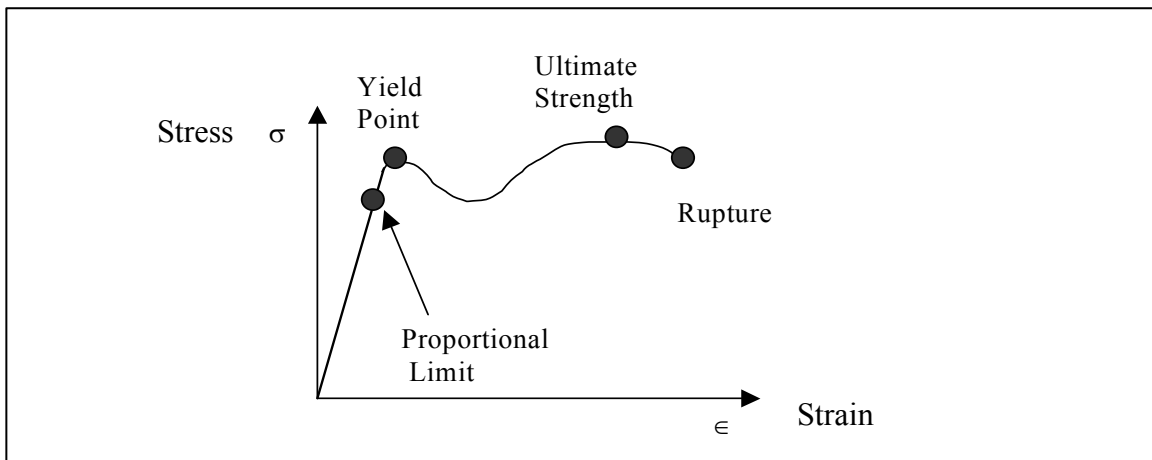 Ultimate
Strength
Yield
Point
Stress σ
Rupture
Proportional
Limit
∈
Strain